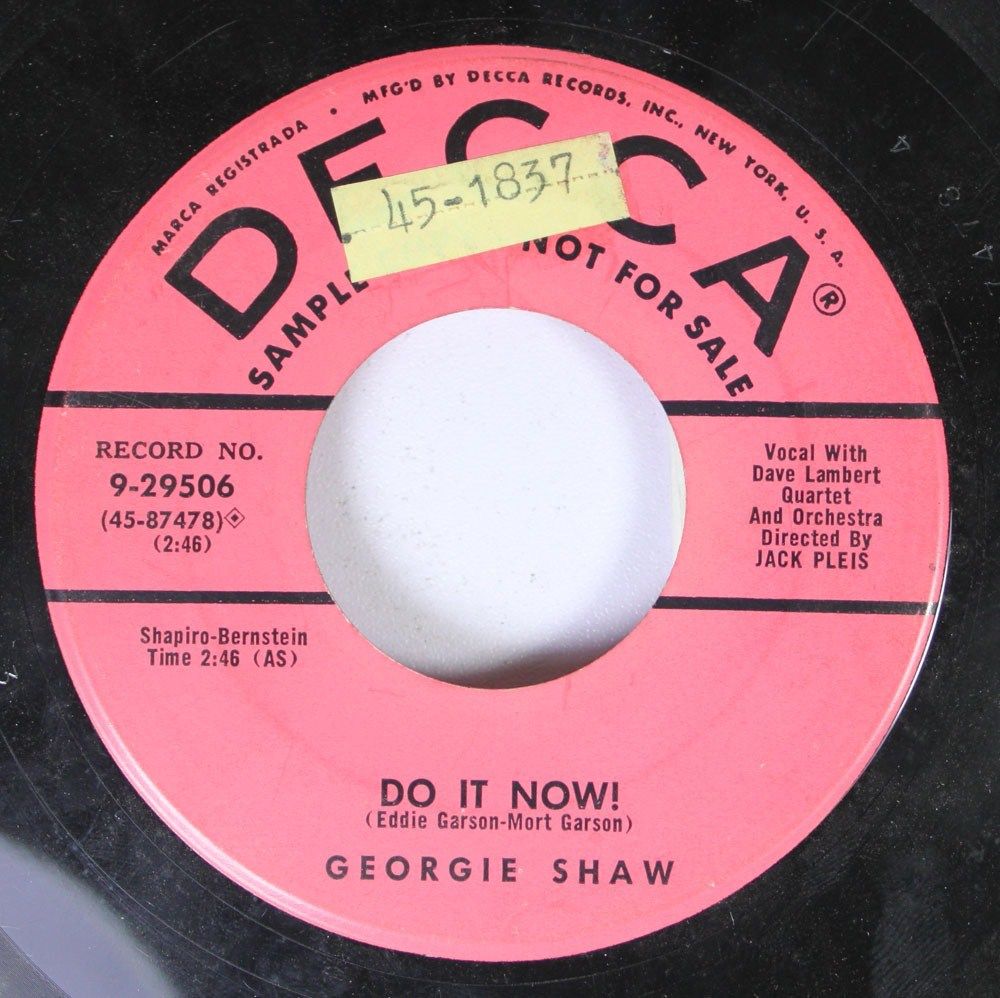 MARCA REGISTRADA • MFG'D BY DECCA RECORDS, INC., NEW YORK, U. S. A.
DECCA®
45-1837
SAMPLE NOT FOR SALE
RECORD NO.
9-29506
(45-87478)
(2:46)
Vocal With
Dave Lambert
Quartet
And Orchestra
Directed By
JACK PLEIS
Shapiro-Bernstein
Time 2:46 (AS)
DO IT NOW!
(Eddie Garson-Mort Garson)
GEORGIE SHAW